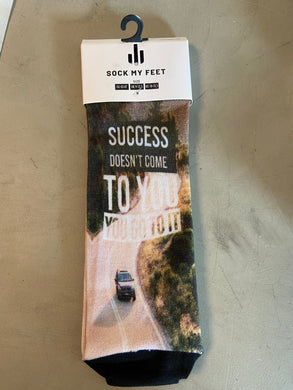 SOCK MY FEET
SUCCESS
DOESN'T COME
TO YOU
YOU GO TO IT